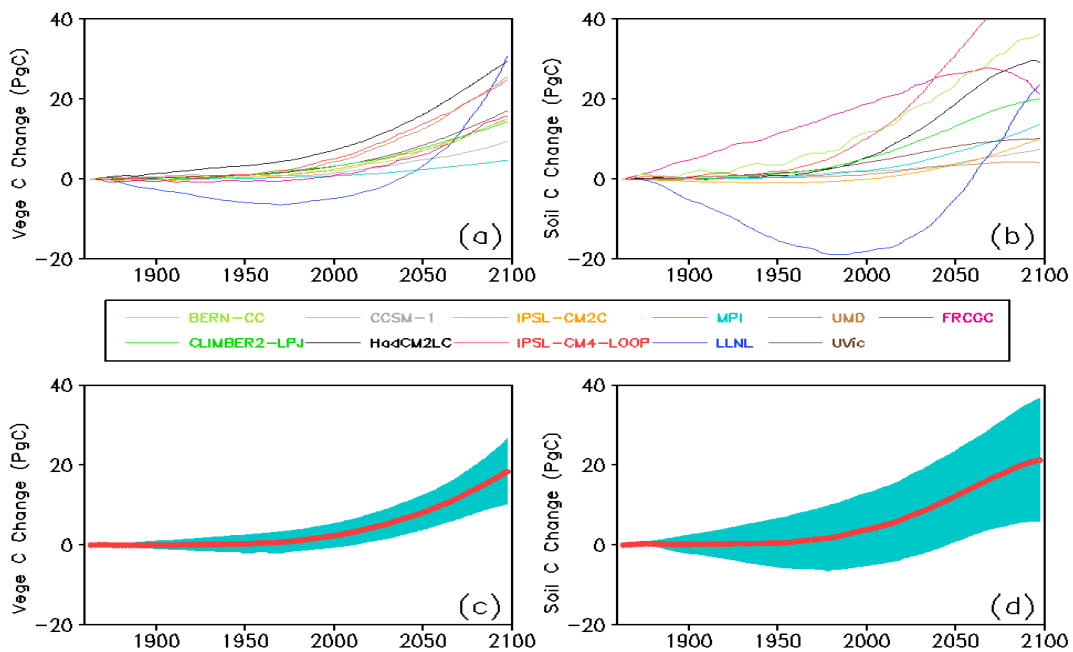 40
20
0
−20
Vege C Change (PgC)
(a)
1900 1950 2000 2050 2100
40
20
0
−20
Soil C Change (PgC)
(b)
1900 1950 2000 2050 2100
BERN−CC CCSM−1 IPSL−CM2C MPI UMD FRCGC
CLIMBER2−LPJ HadCM2LC IPSL−CM4−LOOP LLNL UVic
40
20
0
−20
Vege C Change (PgC)
(c)
1900 1950 2000 2050 2100
40
20
0
−20
Soil C Change (PgC)
(d)
1900 1950 2000 2050 2100